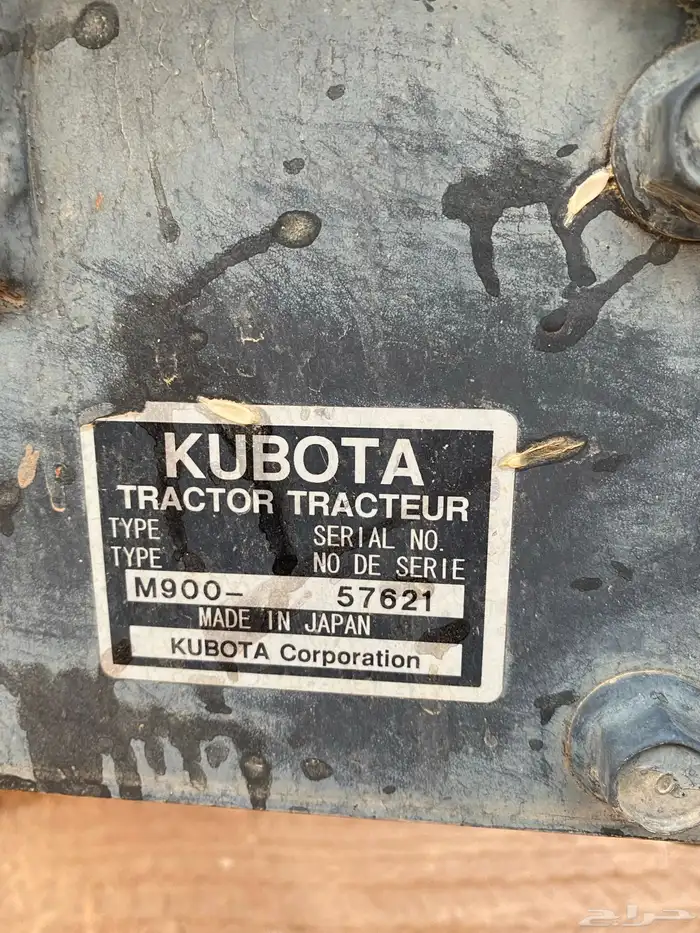 KUBOTA
TRACTOR TRACTEUR
TYPE SERIAL NO.
TYPE NO DE SERIE
M900- 57621
MADE IN JAPAN
KUBOTA Corporation
حراج